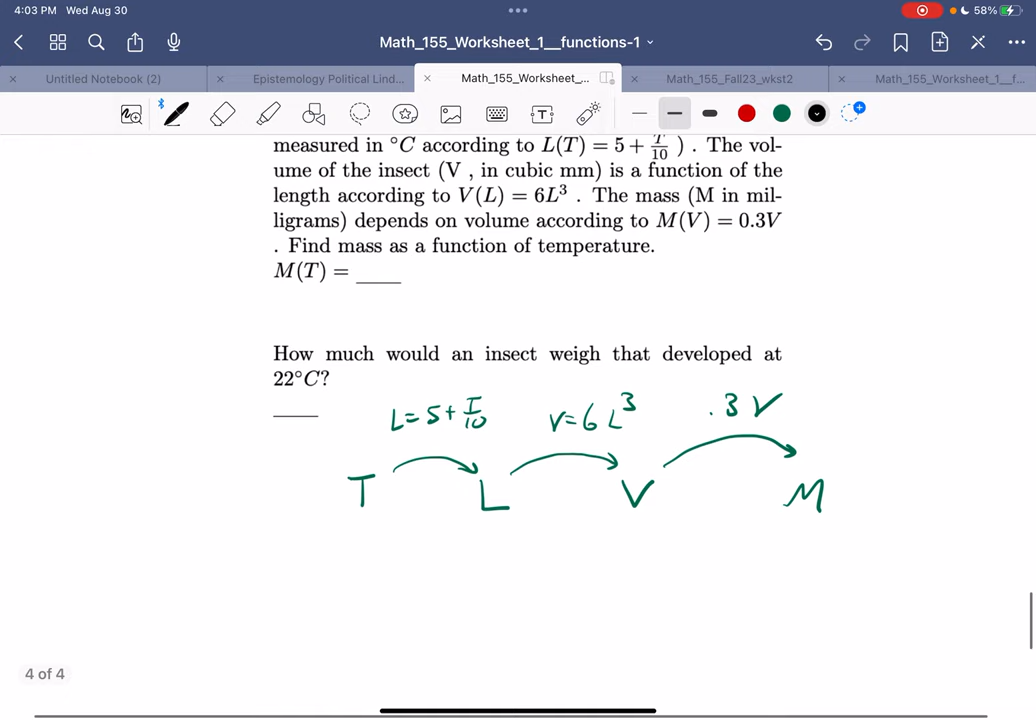 4:03 PM Wed Aug 30
58%
Math_155_Worksheet_1__functions-1
Untitled Notebook (2)
Epistemology Political Lind...
Math_155_Worksheet_...
Math_155_Fall23_wkst2
Math_155_Worksheet_1__f...
measured in °C according to L(T) = 5 + T/10 ) . The vol-
ume of the insect (V , in cubic mm) is a function of the
length according to V(L) = 6L³ . The mass (M in mil-
ligrams) depends on volume according to M(V) = 0.3V
. Find mass as a function of temperature.
M(T) = ____
How much would an insect weigh that developed at
22°C?
____
L = 5 + T/10 V = 6 L³ .3 V
T L V M
4 of 4